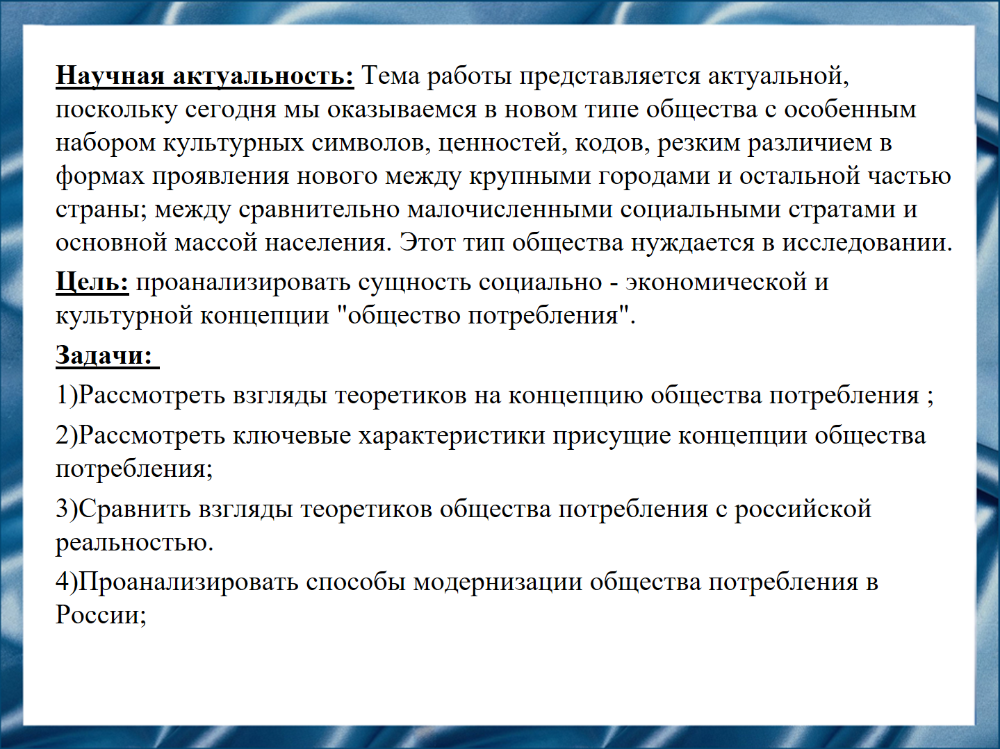 Научная актуальность: Тема работы представляется актуальной,
поскольку сегодня мы оказываемся в новом типе общества с особенным
набором культурных символов, ценностей, кодов, резким различием в
формах проявления нового между крупными городами и остальной частью
страны; между сравнительно малочисленными социальными стратами и
основной массой населения. Этот тип общества нуждается в исследовании.
Цель: проанализировать сущность социально - экономической и
культурной концепции "общество потребления".
Задачи:
1)Рассмотреть взгляды теоретиков на концепцию общества потребления ;
2)Рассмотреть ключевые характеристики присущие концепции общества
потребления;
3)Сравнить взгляды теоретиков общества потребления с российской
реальностью.
4)Проанализировать способы модернизации общества потребления в
России;